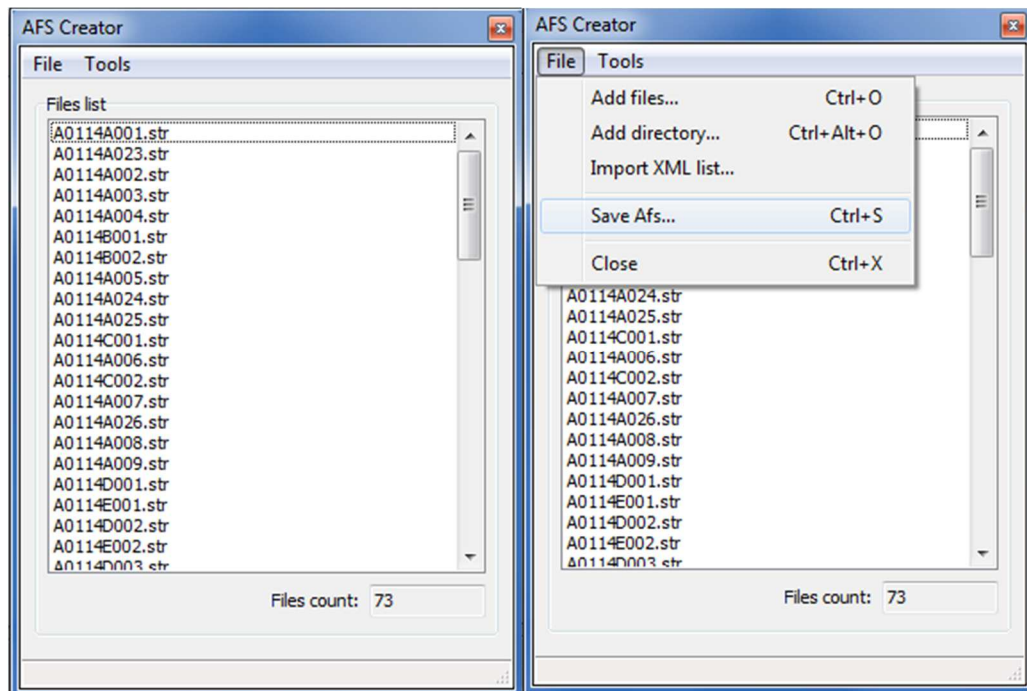 AFS Creator
File Tools
Files list
A0114A001.str
A0114A023.str
A0114A002.str
A0114A003.str
A0114A004.str
A0114B001.str
A0114B002.str
A0114A005.str
A0114A024.str
A0114A025.str
A0114C001.str
A0114A006.str
A0114C002.str
A0114A007.str
A0114A026.str
A0114A008.str
A0114A009.str
A0114D001.str
A0114E001.str
A0114D002.str
A0114E002.str
A0114D003.str
Files count: 73
AFS Creator
File Tools
Add files... Ctrl+O
Add directory... Ctrl+Alt+O
Import XML list...
Save Afs... Ctrl+S
Close Ctrl+X
A0114A024.str
A0114A025.str
A0114C001.str
A0114A006.str
A0114C002.str
A0114A007.str
A0114A026.str
A0114A008.str
A0114A009.str
A0114D001.str
A0114E001.str
A0114D002.str
A0114E002.str
A0114D003.str
Files count: 73